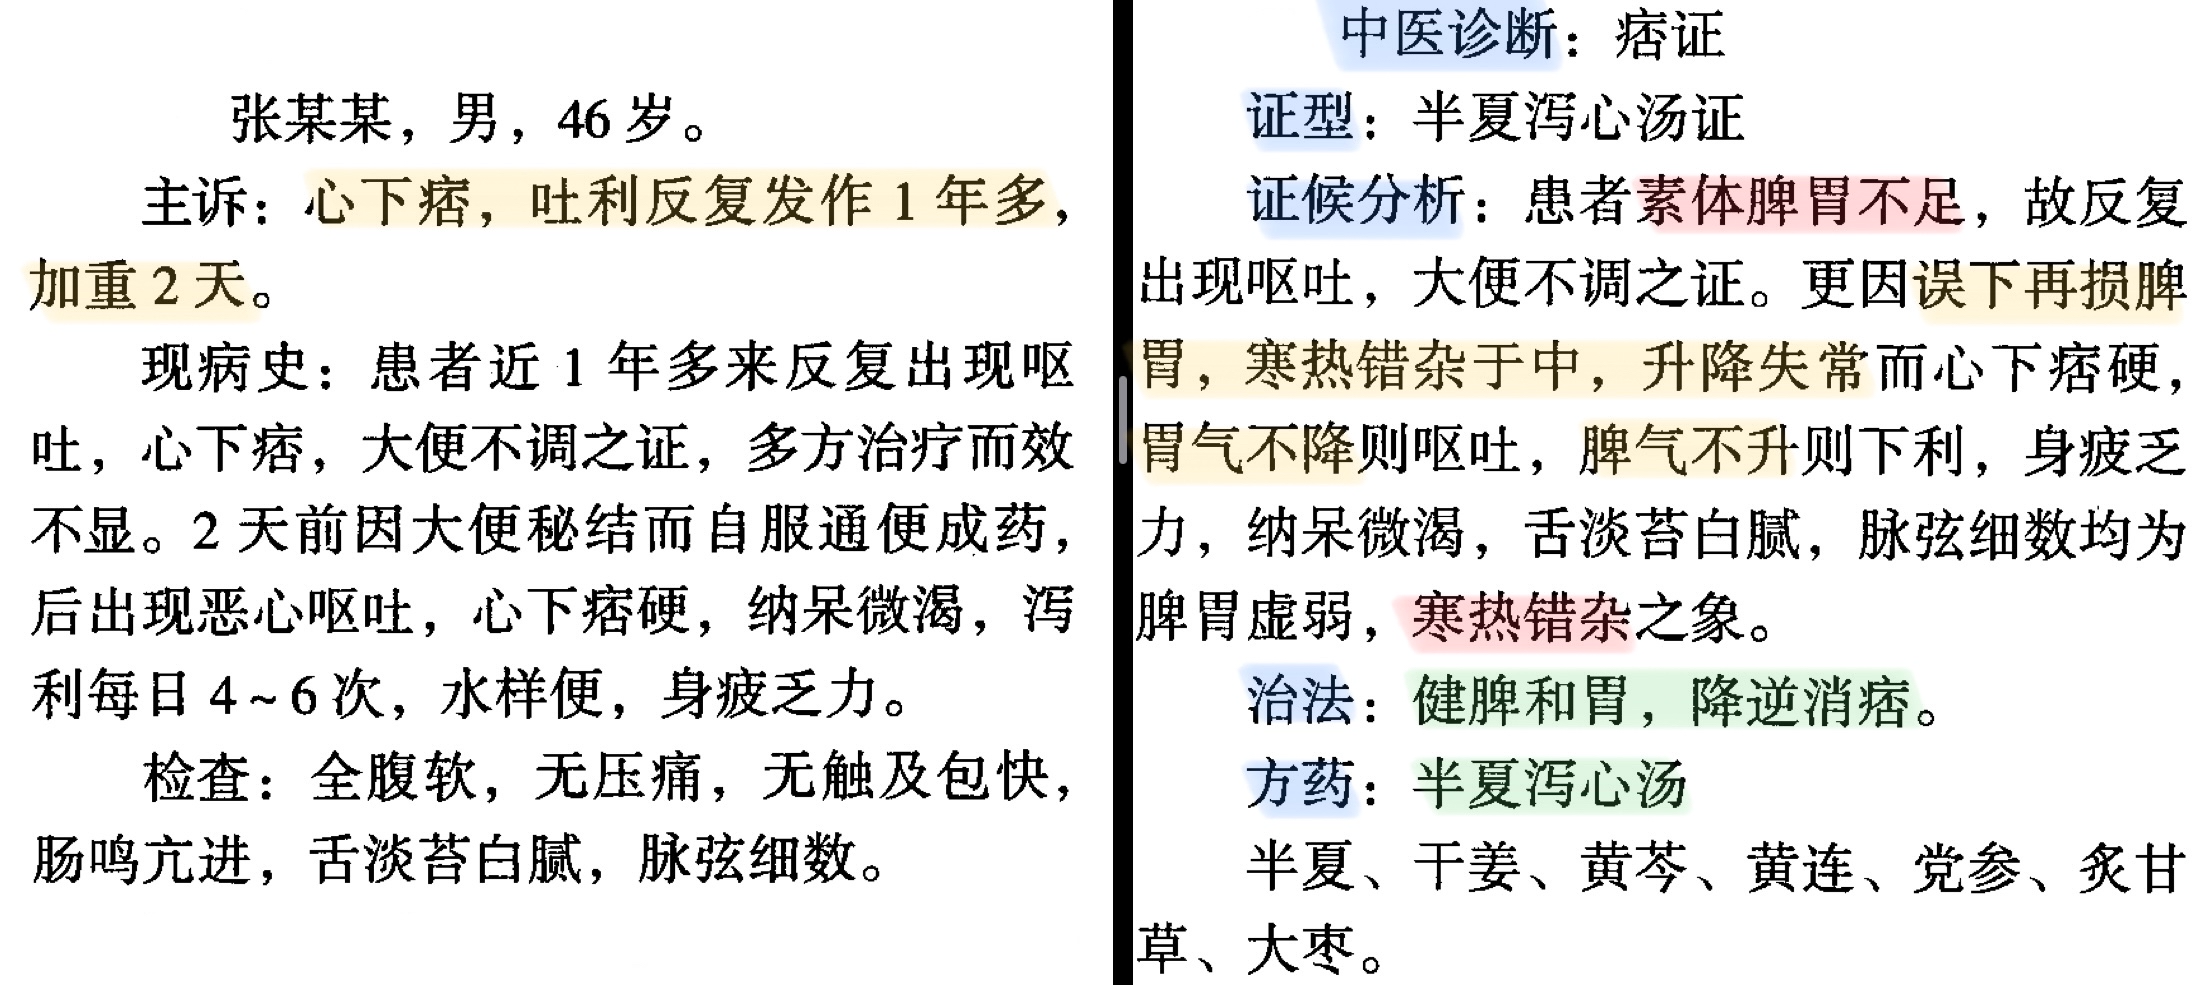 张某某，男，46 岁。
主诉：心下痞，吐利反复发作 1 年多，
加重 2 天。
现病史：患者近 1 年多来反复出现呕
吐，心下痞，大便不调之证，多方治疗而效
不显。2 天前因大便秘结而自服通便成药，
后出现恶心呕吐，心下痞硬，纳呆微渴，泻
利每日 4~6 次，水样便，身疲乏力。
检查：全腹软，无压痛，无触及包快，
肠鸣亢进，舌淡苔白腻，脉弦细数。
中医诊断：痞证
证型：半夏泻心汤证
证候分析：患者素体脾胃不足，故反复
出现呕吐，大便不调之证。更因误下再损脾
胃，寒热错杂于中，升降失常而心下痞硬，
胃气不降则呕吐，脾气不升则下利，身疲乏
力，纳呆微渴，舌淡苔白腻，脉弦细数均为
脾胃虚弱，寒热错杂之象。
治法：健脾和胃，降逆消痞。
方药：半夏泻心汤
半夏、干姜、黄芩、黄连、党参、炙甘
草、大枣。